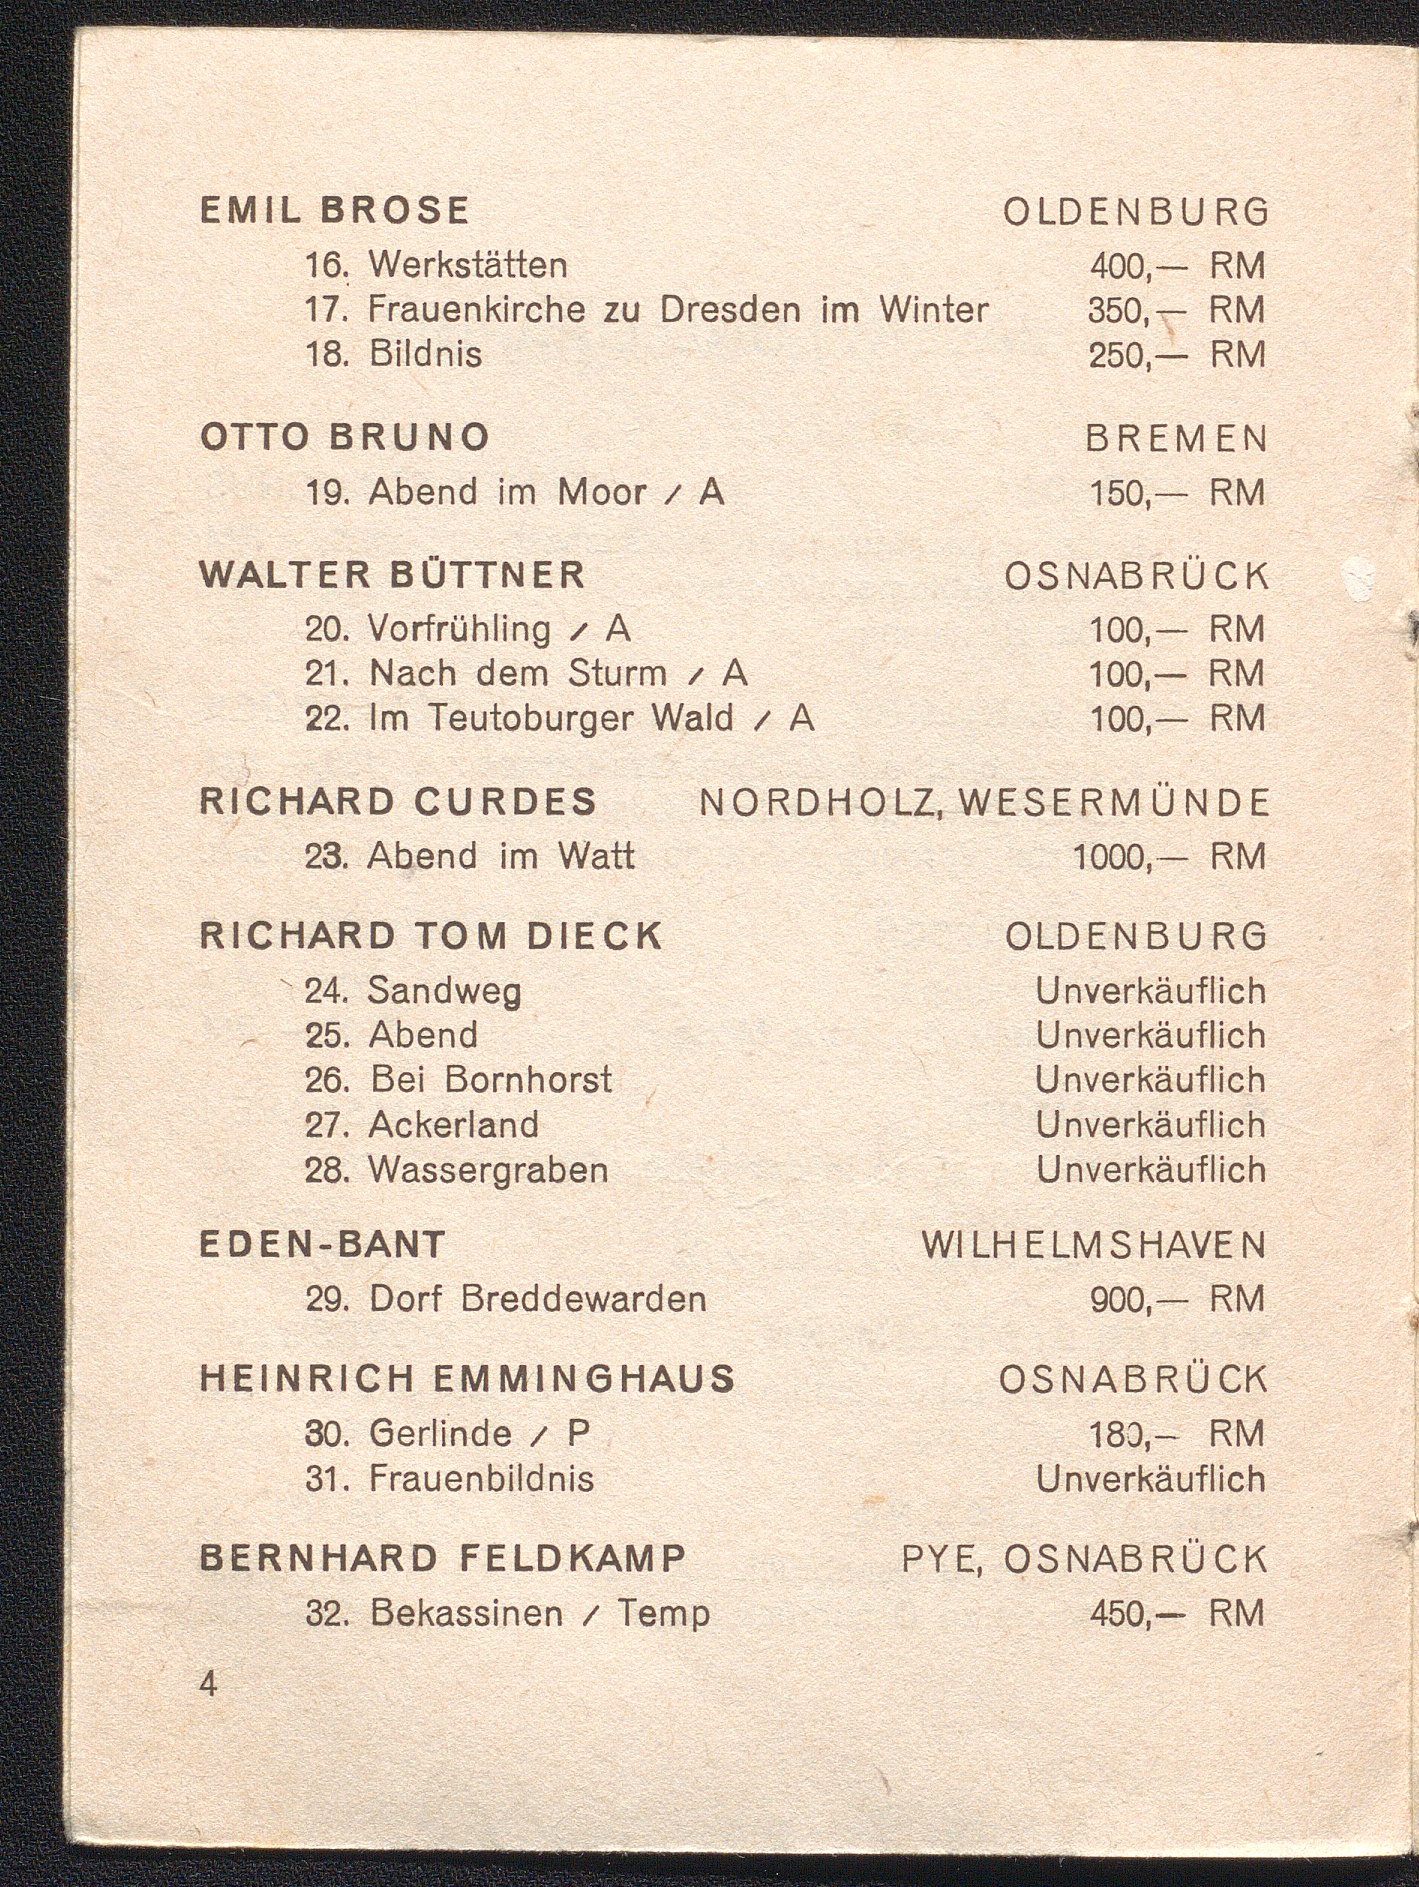 EMIL BROSE OLDENBURG
16. Werkstätten 400,— RM
17. Frauenkirche zu Dresden im Winter 350,— RM
18. Bildnis 250,— RM
OTTO BRUNO BREMEN
19. Abend im Moor / A 150,— RM
WALTER BÜTTNER OSNABRÜCK
20. Vorfrühling / A 100,— RM
21. Nach dem Sturm / A 100,— RM
22. Im Teutoburger Wald / A 100,— RM
RICHARD CURDES NORDHOLZ, WESERMÜNDE
23. Abend im Watt 1000,— RM
RICHARD TOM DIECK OLDENBURG
24. Sandweg Unverkäuflich
25. Abend Unverkäuflich
26. Bei Bornhorst Unverkäuflich
27. Ackerland Unverkäuflich
28. Wassergraben Unverkäuflich
EDEN-BANT WILHELMSHAVEN
29. Dorf Breddewarden 900,— RM
HEINRICH EMMINGHAUS OSNABRÜCK
30. Gerlinde / P 180,— RM
31. Frauenbildnis Unverkäuflich
BERNHARD FELDKAMP PYE, OSNABRÜCK
32. Bekassinen / Temp 450,— RM
4